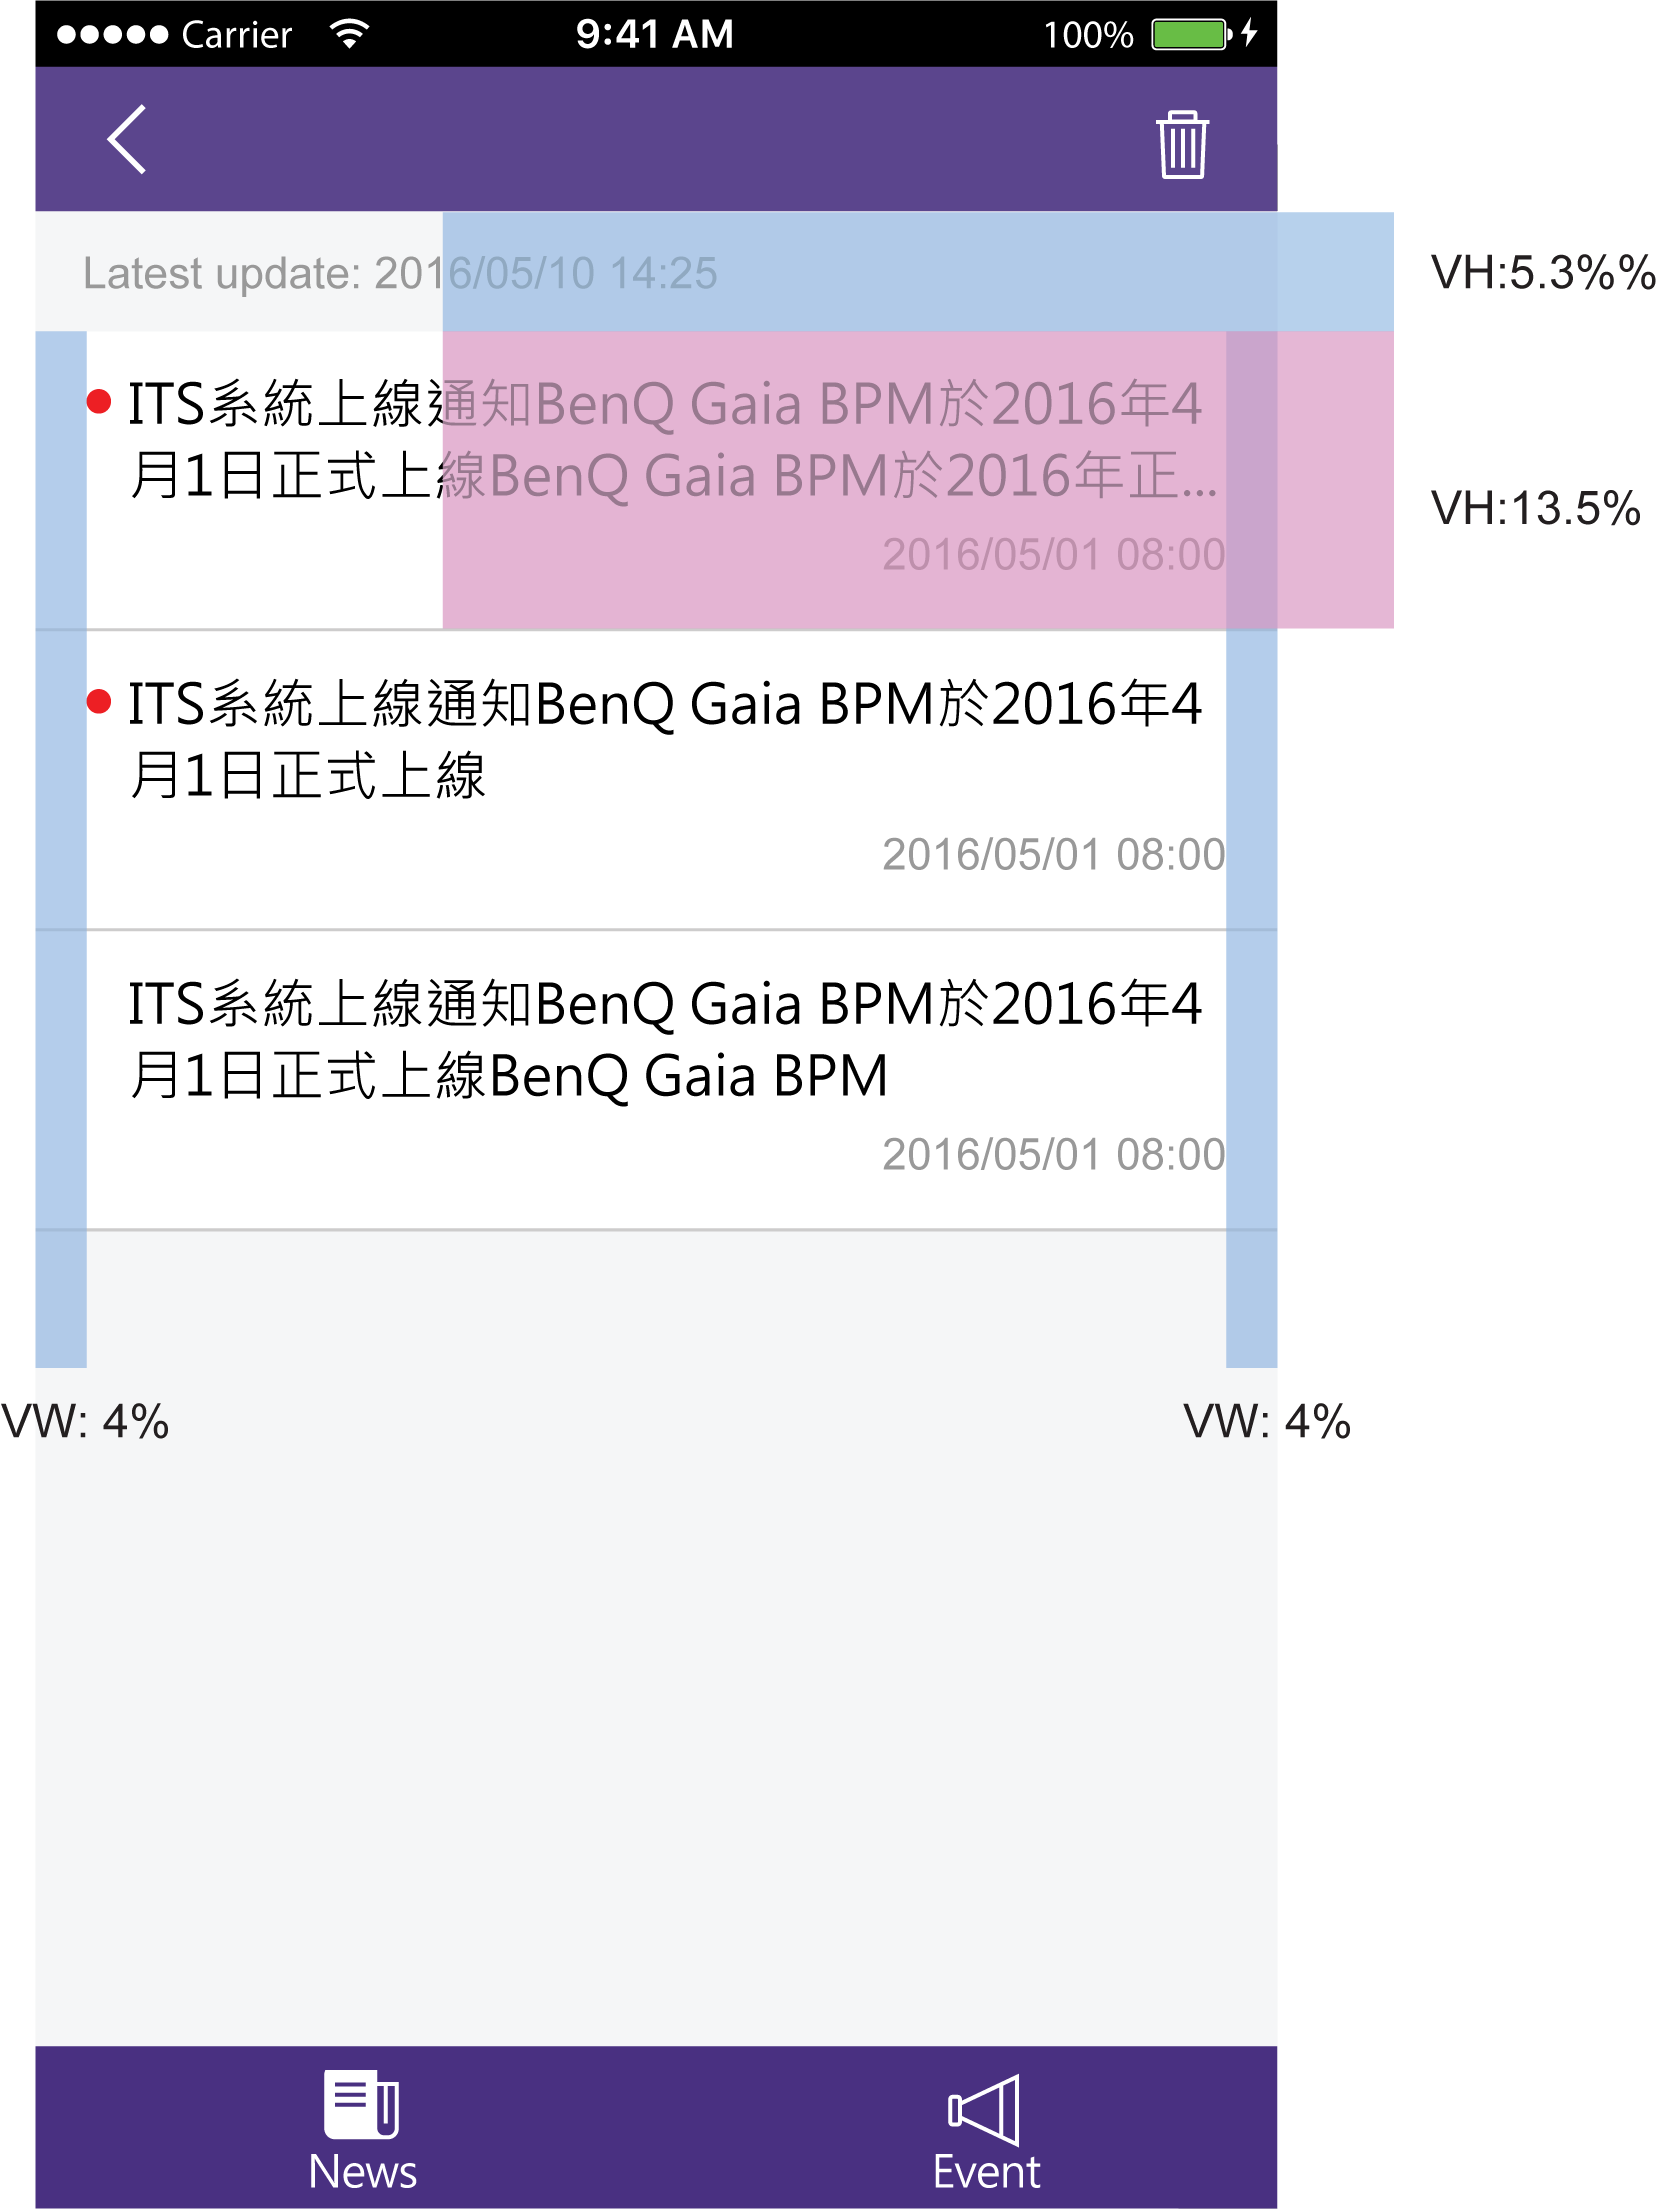 Carrier 9:41 AM 100%
Latest update: 2016/05/10 14:25
VH:5.3%%
ITS系統上線通知BenQ Gaia BPM於2016年4
月1日正式上線BenQ Gaia BPM於2016年正...
VH:13.5%
2016/05/01 08:00
ITS系統上線通知BenQ Gaia BPM於2016年4
月1日正式上線
2016/05/01 08:00
ITS系統上線通知BenQ Gaia BPM於2016年4
月1日正式上線BenQ Gaia BPM
2016/05/01 08:00
VW: 4%
VW: 4%
News
Event